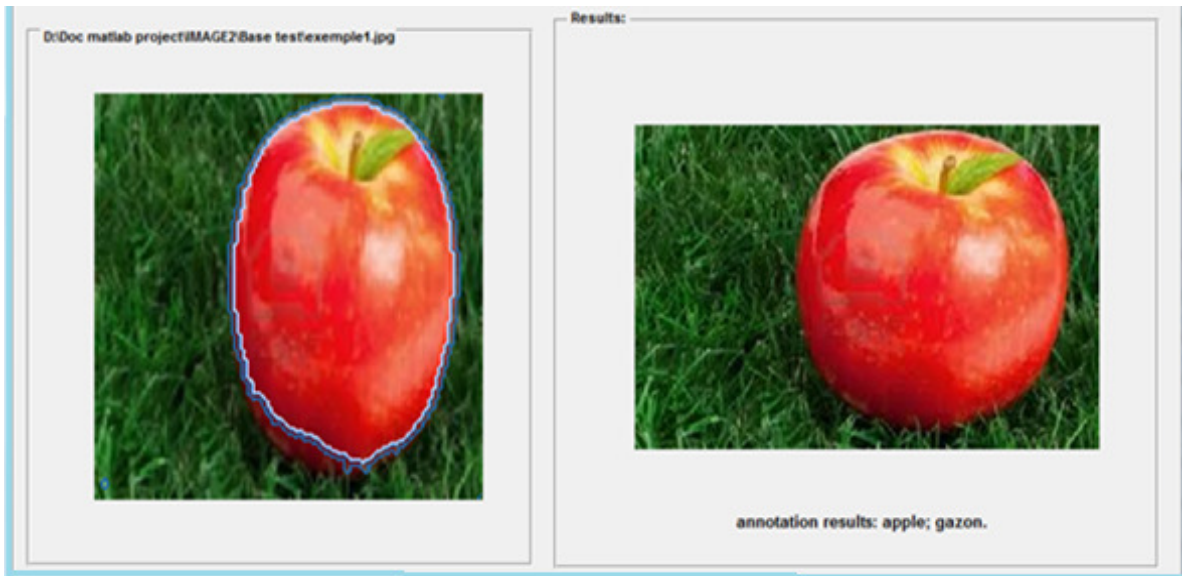 D:\Doc matlab project\IMAGE2\Base test\exemple1.jpg
Results:
annotation results: apple; gazon.